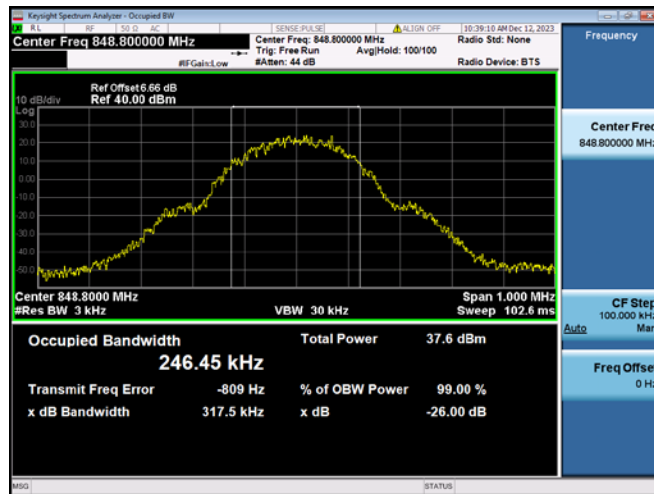 Keysight Spectrum Analyzer - Occupied BW
RL RF 50 Ω AC SENSE:PULSE ALIGN OFF 10:39:10 AM Dec 12, 2023
Center Freq 848.800000 MHz
Center Freq: 848.800000 MHz Radio Std: None
Trig: Free Run Avg|Hold: 100/100
#IFGain:Low #Atten: 44 dB Radio Device: BTS
Frequency
Ref Offset 6.66 dB
10 dB/div Ref 40.00 dBm
Log
30.0
20.0
10.0
0.00
-10.0
-20.0
-30.0
-40.0
-50.0
Center Freq
848.800000 MHz
Center 848.8000 MHz Span 1.000 MHz
#Res BW 3 kHz VBW 30 kHz Sweep 102.6 ms
CF Step
100.000 kHz
Auto Man
Occupied Bandwidth Total Power 37.6 dBm
246.45 kHz
Transmit Freq Error -809 Hz % of OBW Power 99.00 %
x dB Bandwidth 317.5 kHz x dB -26.00 dB
Freq Offset
0 Hz
MSG STATUS